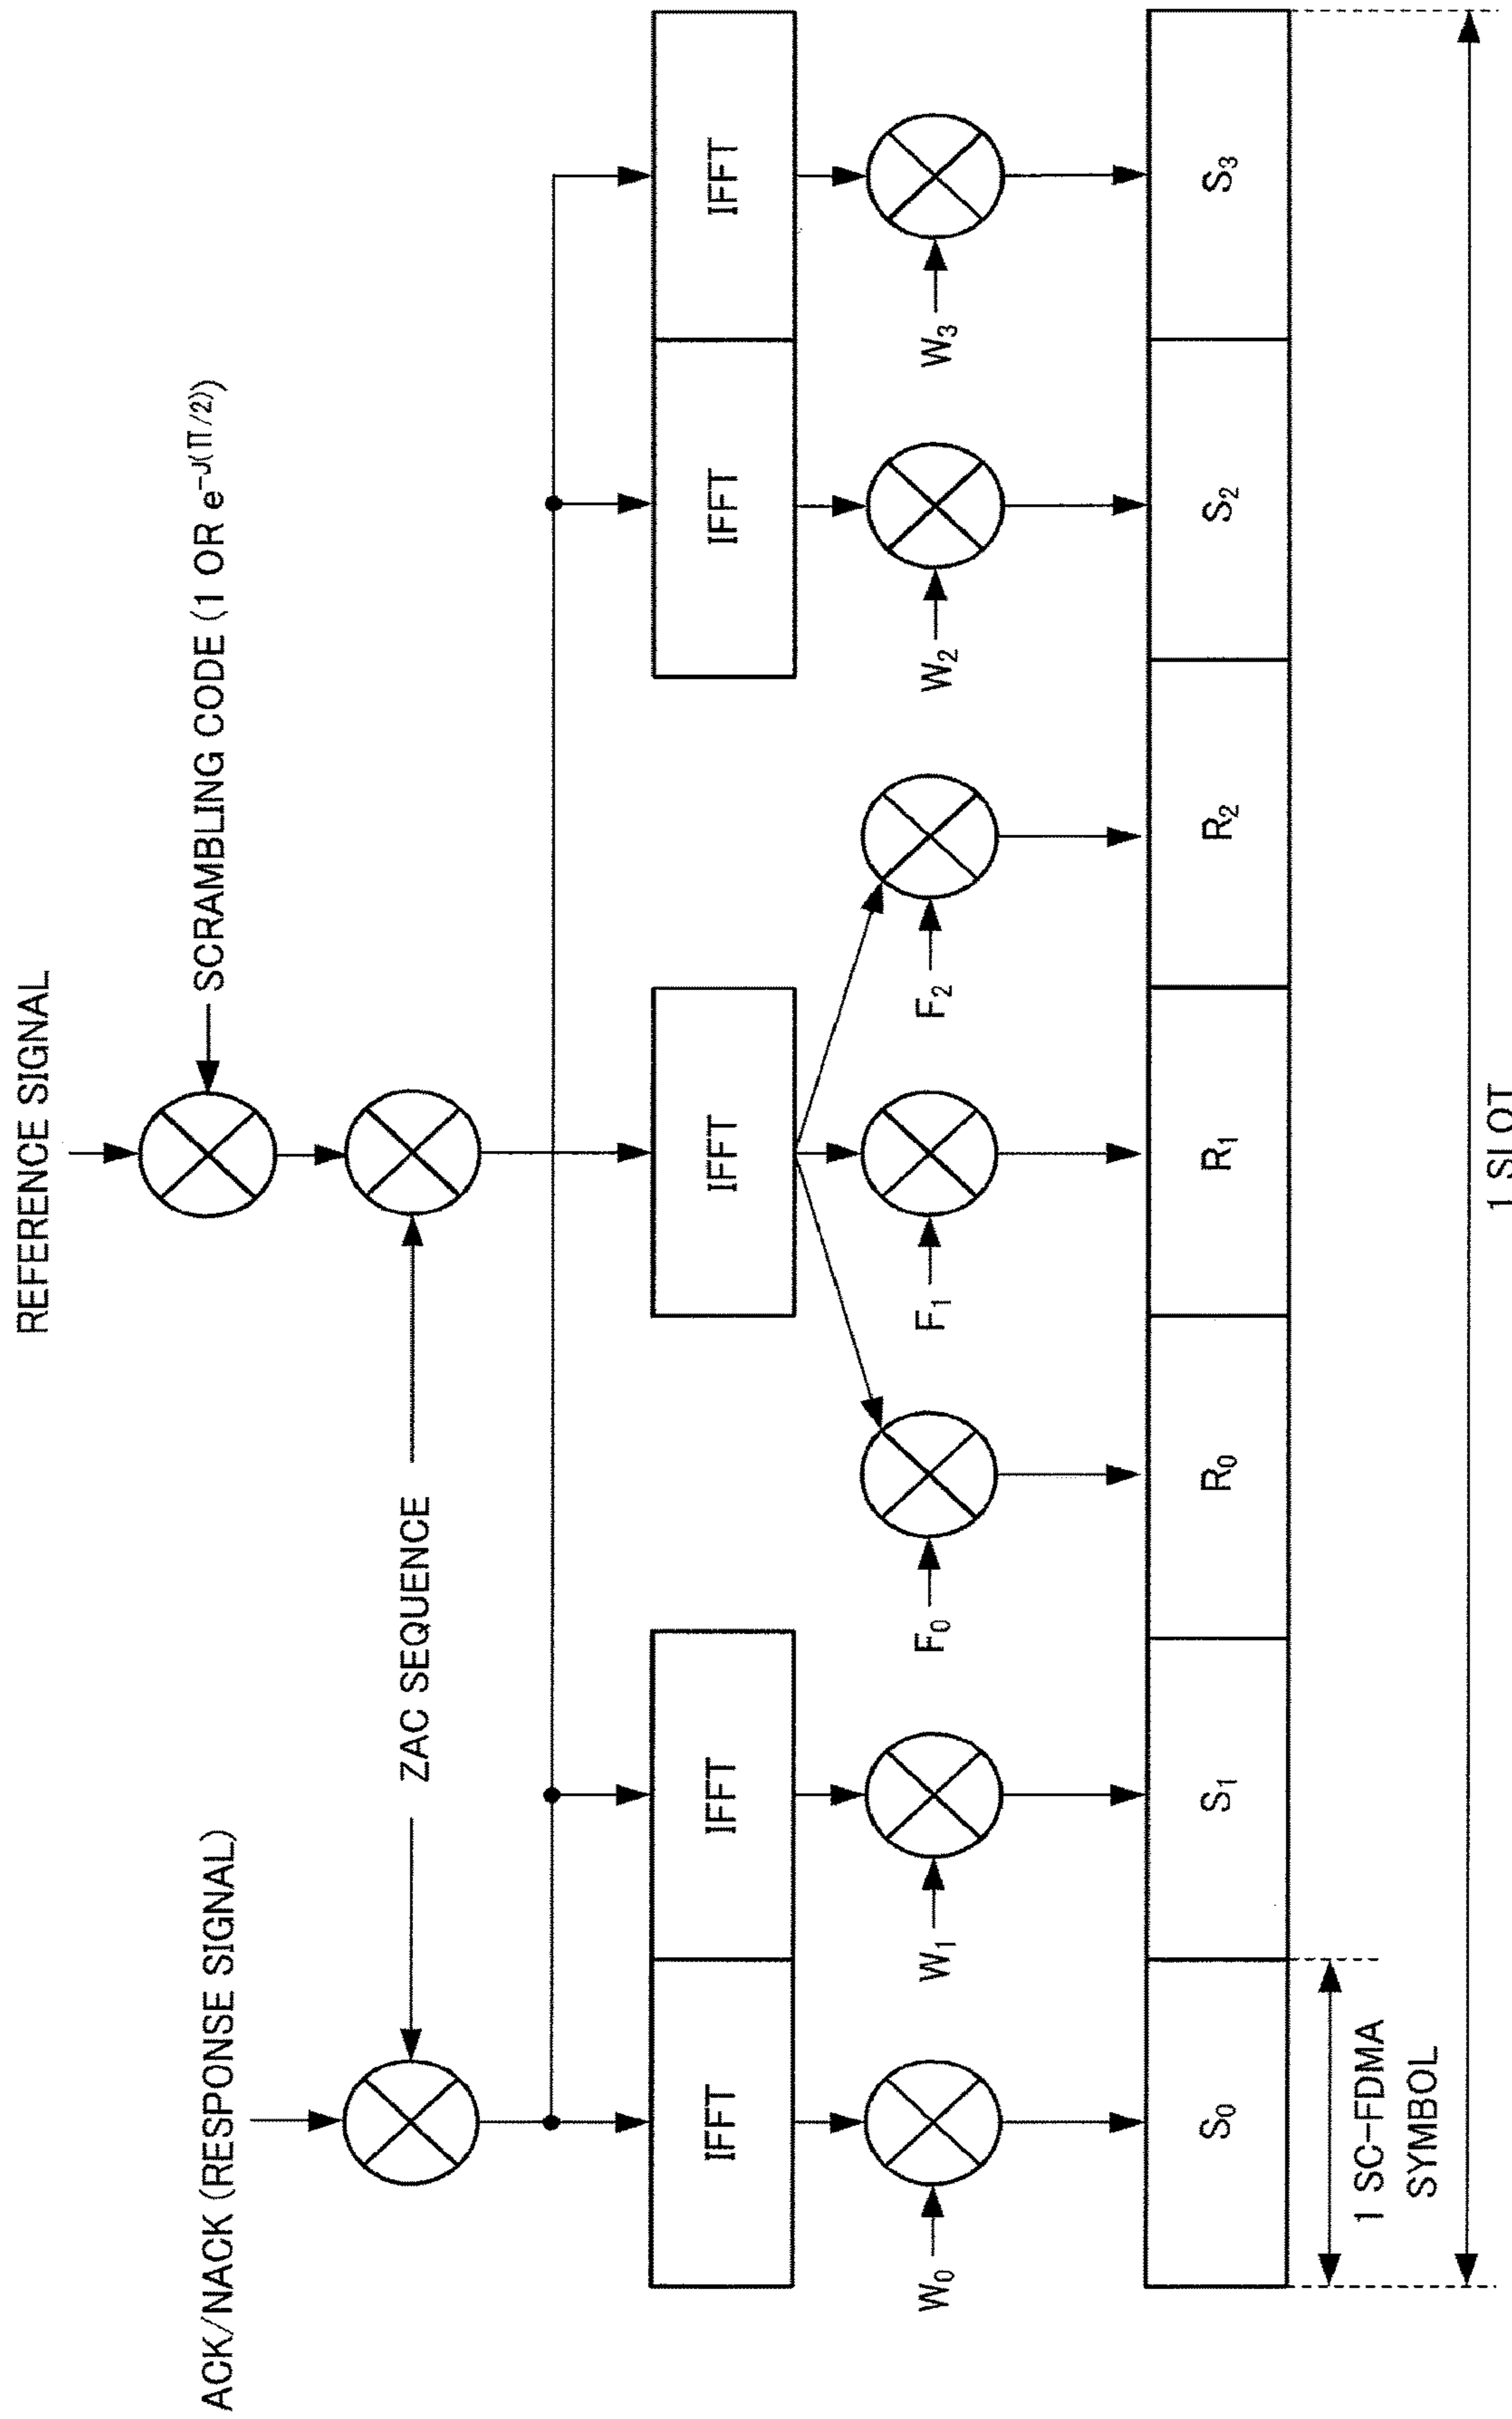 REFERENCE SIGNAL
SCRAMBLING CODE (1 OR e^-J(Π/2))
ACK/NACK (RESPONSE SIGNAL)
ZAC SEQUENCE
IFFT IFFT IFFT IFFT IFFT
W₀ W₁ F₀ F₁ F₂ W₂ W₃
S₀ S₁ R₀ R₁ R₂ S₂ S₃
1 SC-FDMA
SYMBOL
1 SLOT